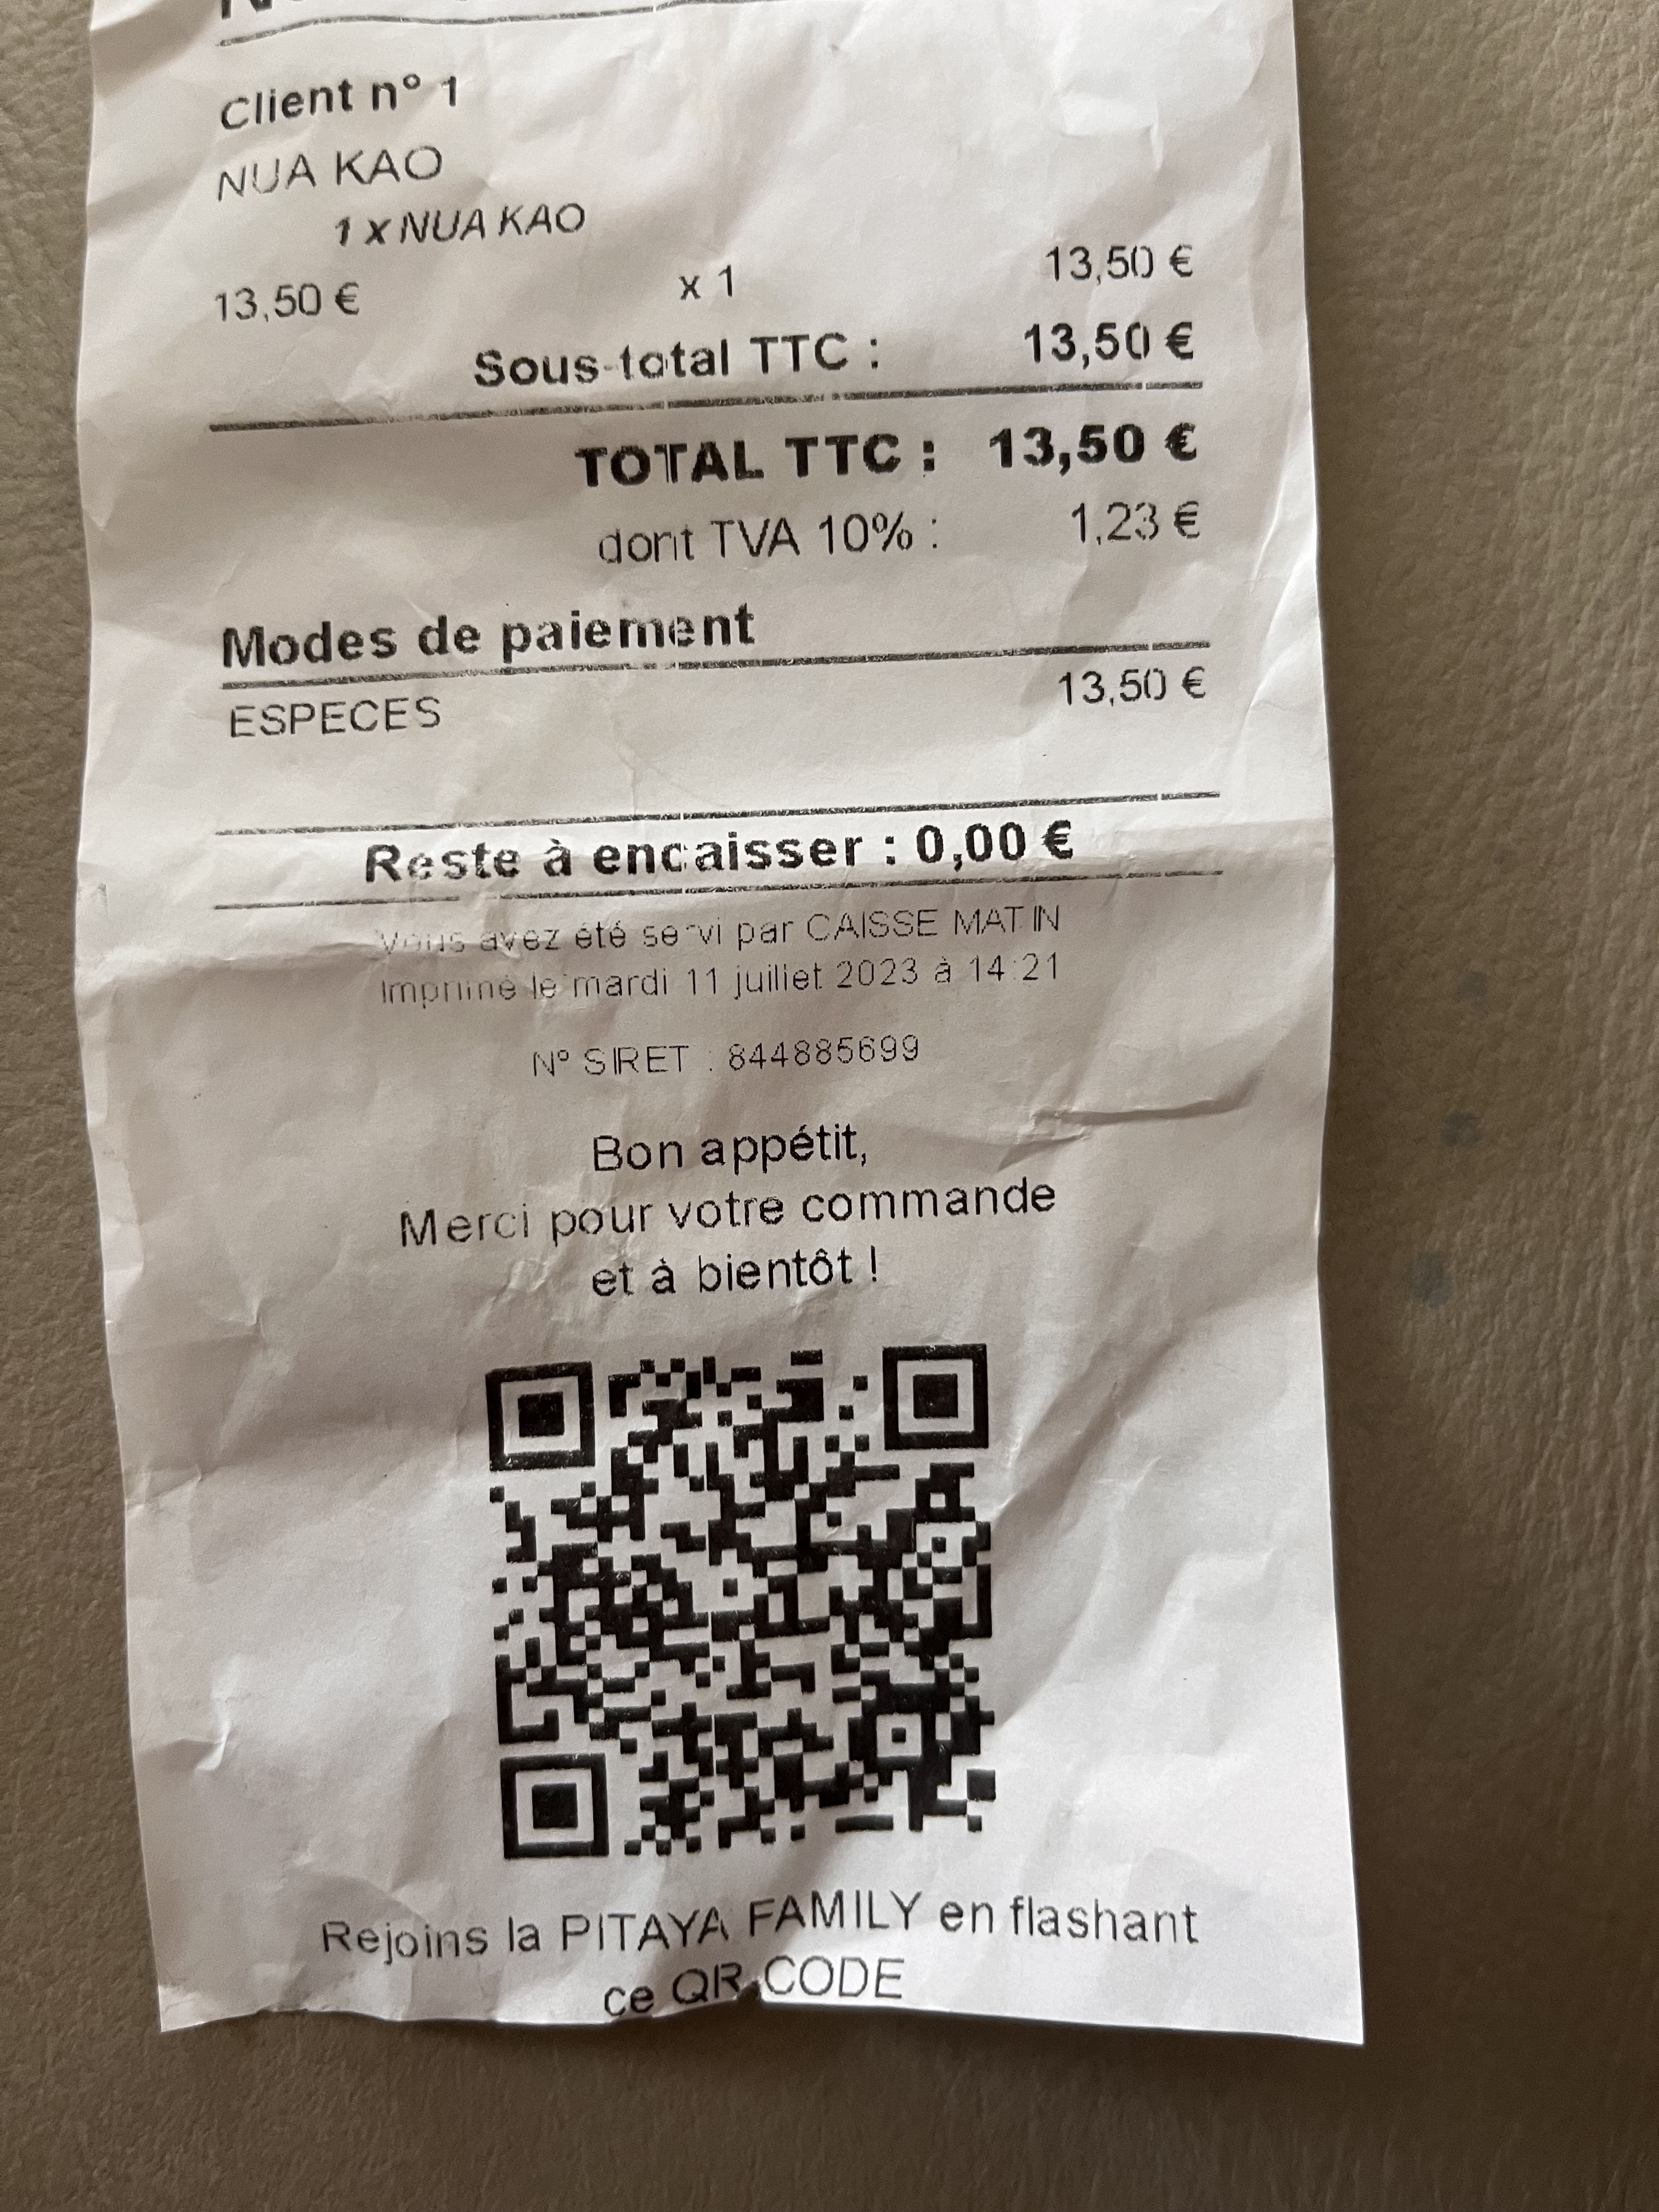 Client n° 1
NUA KAO
1 x NUA KAO
13,50 € x 1 13,50 €
Sous-total TTC : 13,50 €
TOTAL TTC : 13,50 €
dont TVA 10% : 1,23 €
Modes de paiement
ESPECES 13,50 €
Reste à encaisser : 0,00 €
Vous avez été servi par CAISSE MATIN
Imprimé le mardi 11 juillet 2023 à 14:21
N° SIRET : 844885699
Bon appétit,
Merci pour votre commande
et à bientôt !
Rejoins la PITAYA FAMILY en flashant
ce QR CODE